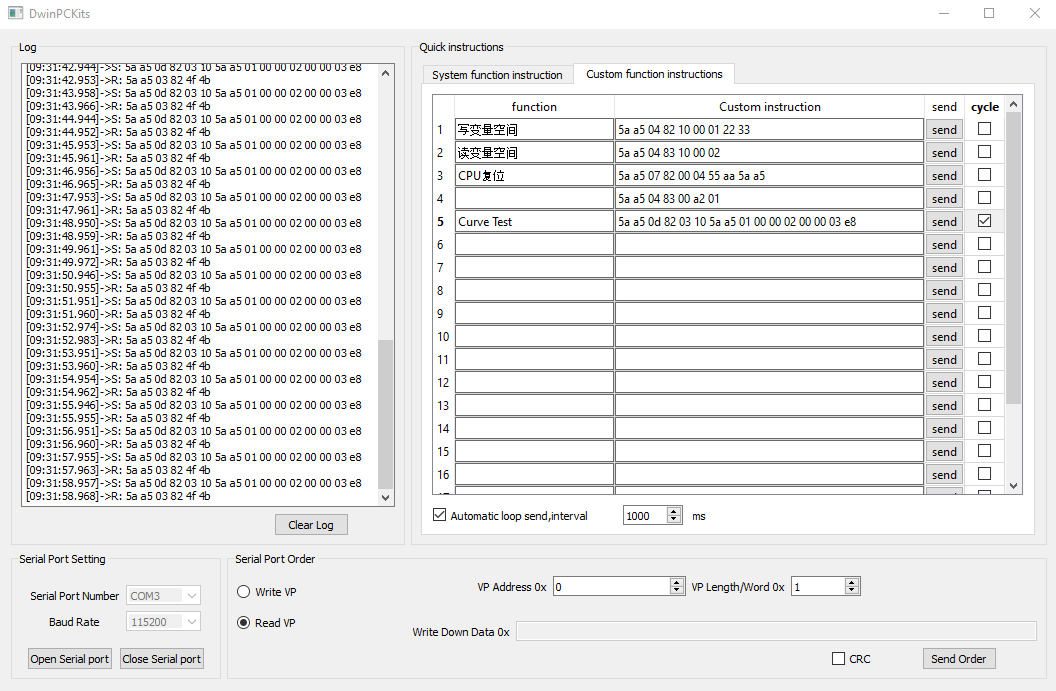 DwinPCKits
Log
[09:31:42.944]->S: 5a a5 0d 82 03 10 5a a5 01 00 00 02 00 00 03 e8
[09:31:42.953]->R: 5a a5 03 82 4f 4b
[09:31:43.958]->S: 5a a5 0d 82 03 10 5a a5 01 00 00 02 00 00 03 e8
[09:31:43.966]->R: 5a a5 03 82 4f 4b
[09:31:44.944]->S: 5a a5 0d 82 03 10 5a a5 01 00 00 02 00 00 03 e8
[09:31:44.952]->R: 5a a5 03 82 4f 4b
[09:31:45.953]->S: 5a a5 0d 82 03 10 5a a5 01 00 00 02 00 00 03 e8
[09:31:45.961]->R: 5a a5 03 82 4f 4b
[09:31:46.956]->S: 5a a5 0d 82 03 10 5a a5 01 00 00 02 00 00 03 e8
[09:31:46.965]->R: 5a a5 03 82 4f 4b
[09:31:47.953]->S: 5a a5 0d 82 03 10 5a a5 01 00 00 02 00 00 03 e8
[09:31:47.961]->R: 5a a5 03 82 4f 4b
[09:31:48.950]->S: 5a a5 0d 82 03 10 5a a5 01 00 00 02 00 00 03 e8
[09:31:48.959]->R: 5a a5 03 82 4f 4b
[09:31:49.961]->S: 5a a5 0d 82 03 10 5a a5 01 00 00 02 00 00 03 e8
[09:31:49.972]->R: 5a a5 03 82 4f 4b
[09:31:50.946]->S: 5a a5 0d 82 03 10 5a a5 01 00 00 02 00 00 03 e8
[09:31:50.955]->R: 5a a5 03 82 4f 4b
[09:31:51.951]->S: 5a a5 0d 82 03 10 5a a5 01 00 00 02 00 00 03 e8
[09:31:51.960]->R: 5a a5 03 82 4f 4b
[09:31:52.974]->S: 5a a5 0d 82 03 10 5a a5 01 00 00 02 00 00 03 e8
[09:31:52.983]->R: 5a a5 03 82 4f 4b
[09:31:53.951]->S: 5a a5 0d 82 03 10 5a a5 01 00 00 02 00 00 03 e8
[09:31:53.960]->R: 5a a5 03 82 4f 4b
[09:31:54.954]->S: 5a a5 0d 82 03 10 5a a5 01 00 00 02 00 00 03 e8
[09:31:54.962]->R: 5a a5 03 82 4f 4b
[09:31:55.946]->S: 5a a5 0d 82 03 10 5a a5 01 00 00 02 00 00 03 e8
[09:31:55.955]->R: 5a a5 03 82 4f 4b
[09:31:56.951]->S: 5a a5 0d 82 03 10 5a a5 01 00 00 02 00 00 03 e8
[09:31:56.960]->R: 5a a5 03 82 4f 4b
[09:31:57.955]->S: 5a a5 0d 82 03 10 5a a5 01 00 00 02 00 00 03 e8
[09:31:57.963]->R: 5a a5 03 82 4f 4b
[09:31:58.957]->S: 5a a5 0d 82 03 10 5a a5 01 00 00 02 00 00 03 e8
[09:31:58.968]->R: 5a a5 03 82 4f 4b
Clear Log
Quick instructions
System function instruction Custom function instructions
function Custom instruction send cycle
1 写变量空间 5a a5 04 82 10 00 01 22 33 send
2 读变量空间 5a a5 04 83 10 00 02 send
3 CPU复位 5a a5 07 82 00 04 55 aa 5a a5 send
4 5a a5 04 83 00 a2 01 send
5 Curve Test 5a a5 0d 82 03 10 5a a5 01 00 00 02 00 00 03 e8 send
6 send
7 send
8 send
9 send
10 send
11 send
12 send
13 send
14 send
15 send
16 send
Automatic loop send,interval 1000 ms
Serial Port Setting
Serial Port Number COM3
Baud Rate 115200
Open Serial port Close Serial port
Serial Port Order
Write VP VP Address 0x 0 VP Length/Word 0x 1
Read VP
Write Down Data 0x
CRC Send Order